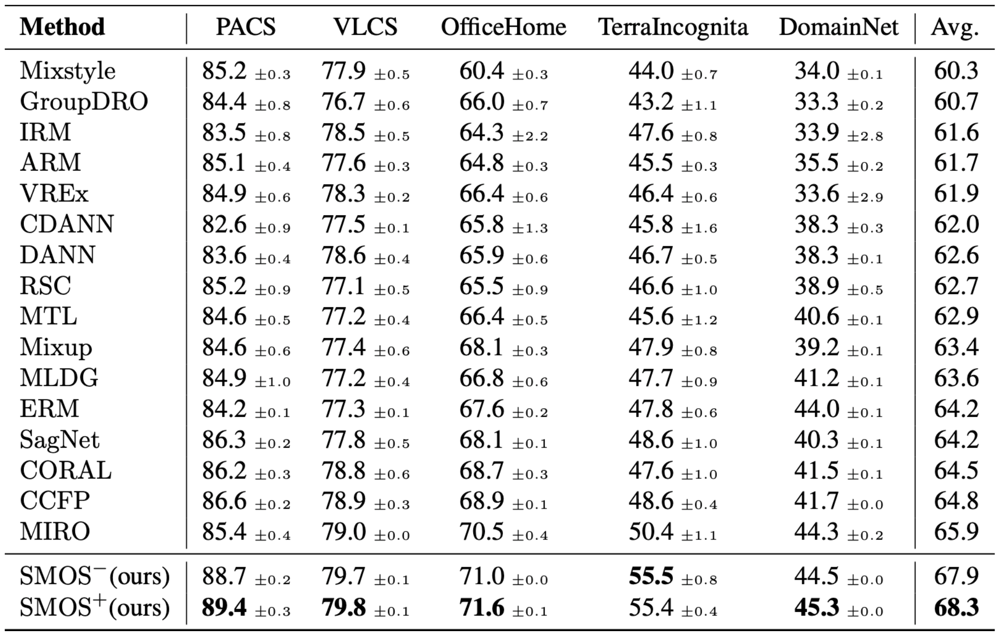 Method PACS VLCS OfficeHome TerraIncognita DomainNet Avg.
Mixstyle 85.2 ±0.3 77.9 ±0.5 60.4 ±0.3 44.0 ±0.7 34.0 ±0.1 60.3
GroupDRO 84.4 ±0.8 76.7 ±0.6 66.0 ±0.7 43.2 ±1.1 33.3 ±0.2 60.7
IRM 83.5 ±0.8 78.5 ±0.5 64.3 ±2.2 47.6 ±0.8 33.9 ±2.8 61.6
ARM 85.1 ±0.4 77.6 ±0.3 64.8 ±0.3 45.5 ±0.3 35.5 ±0.2 61.7
VREx 84.9 ±0.6 78.3 ±0.2 66.4 ±0.6 46.4 ±0.6 33.6 ±2.9 61.9
CDANN 82.6 ±0.9 77.5 ±0.1 65.8 ±1.3 45.8 ±1.6 38.3 ±0.3 62.0
DANN 83.6 ±0.4 78.6 ±0.4 65.9 ±0.6 46.7 ±0.5 38.3 ±0.1 62.6
RSC 85.2 ±0.9 77.1 ±0.5 65.5 ±0.9 46.6 ±1.0 38.9 ±0.5 62.7
MTL 84.6 ±0.5 77.2 ±0.4 66.4 ±0.5 45.6 ±1.2 40.6 ±0.1 62.9
Mixup 84.6 ±0.6 77.4 ±0.6 68.1 ±0.3 47.9 ±0.8 39.2 ±0.1 63.4
MLDG 84.9 ±1.0 77.2 ±0.4 66.8 ±0.6 47.7 ±0.9 41.2 ±0.1 63.6
ERM 84.2 ±0.1 77.3 ±0.1 67.6 ±0.2 47.8 ±0.6 44.0 ±0.1 64.2
SagNet 86.3 ±0.2 77.8 ±0.5 68.1 ±0.1 48.6 ±1.0 40.3 ±0.1 64.2
CORAL 86.2 ±0.3 78.8 ±0.6 68.7 ±0.3 47.6 ±1.0 41.5 ±0.1 64.5
CCFP 86.6 ±0.2 78.9 ±0.3 68.9 ±0.1 48.6 ±0.4 41.7 ±0.0 64.8
MIRO 85.4 ±0.4 79.0 ±0.0 70.5 ±0.4 50.4 ±1.1 44.3 ±0.2 65.9
SMOS⁻(ours) 88.7 ±0.2 79.7 ±0.1 71.0 ±0.0 55.5 ±0.8 44.5 ±0.0 67.9
SMOS⁺(ours) 89.4 ±0.3 79.8 ±0.1 71.6 ±0.1 55.4 ±0.4 45.3 ±0.0 68.3